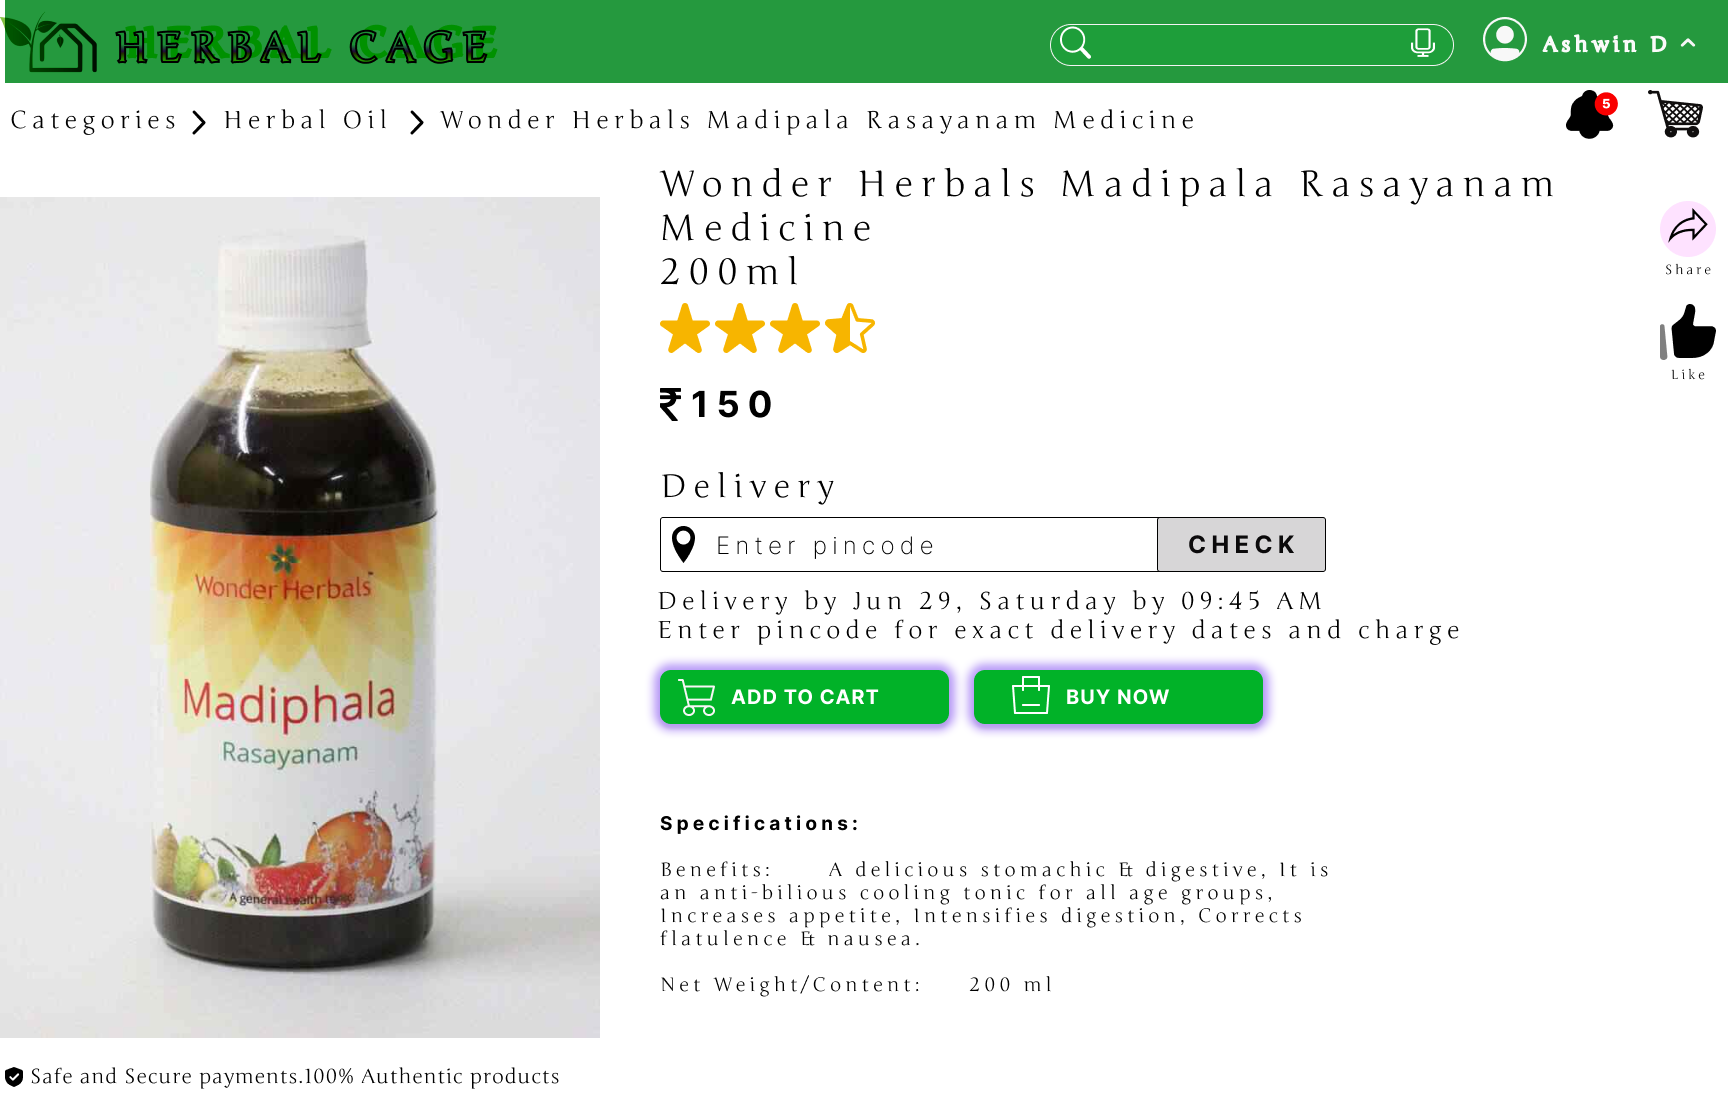 HERBAL CAGE
Ashwin D
Categories
Herbal Oil
Wonder Herbals Madipala Rasayanam Medicine
5
Wonder Herbals Madipala Rasayanam
Medicine
200ml
Share
Like
₹150
Delivery
Enter pincode
CHECK
Delivery by Jun 29, Saturday by 09:45 AM
Enter pincode for exact delivery dates and charge
ADD TO CART
BUY NOW
Wonder Herbals™
Madiphala
Rasayanam
A general health tonic
Specifications:
Benefits: A delicious stomachic & digestive, It is
an anti-bilious cooling tonic for all age groups,
Increases appetite, Intensifies digestion, Corrects
flatulence & nausea.
Net Weight/Content: 200 ml
Safe and Secure payments.100% Authentic products